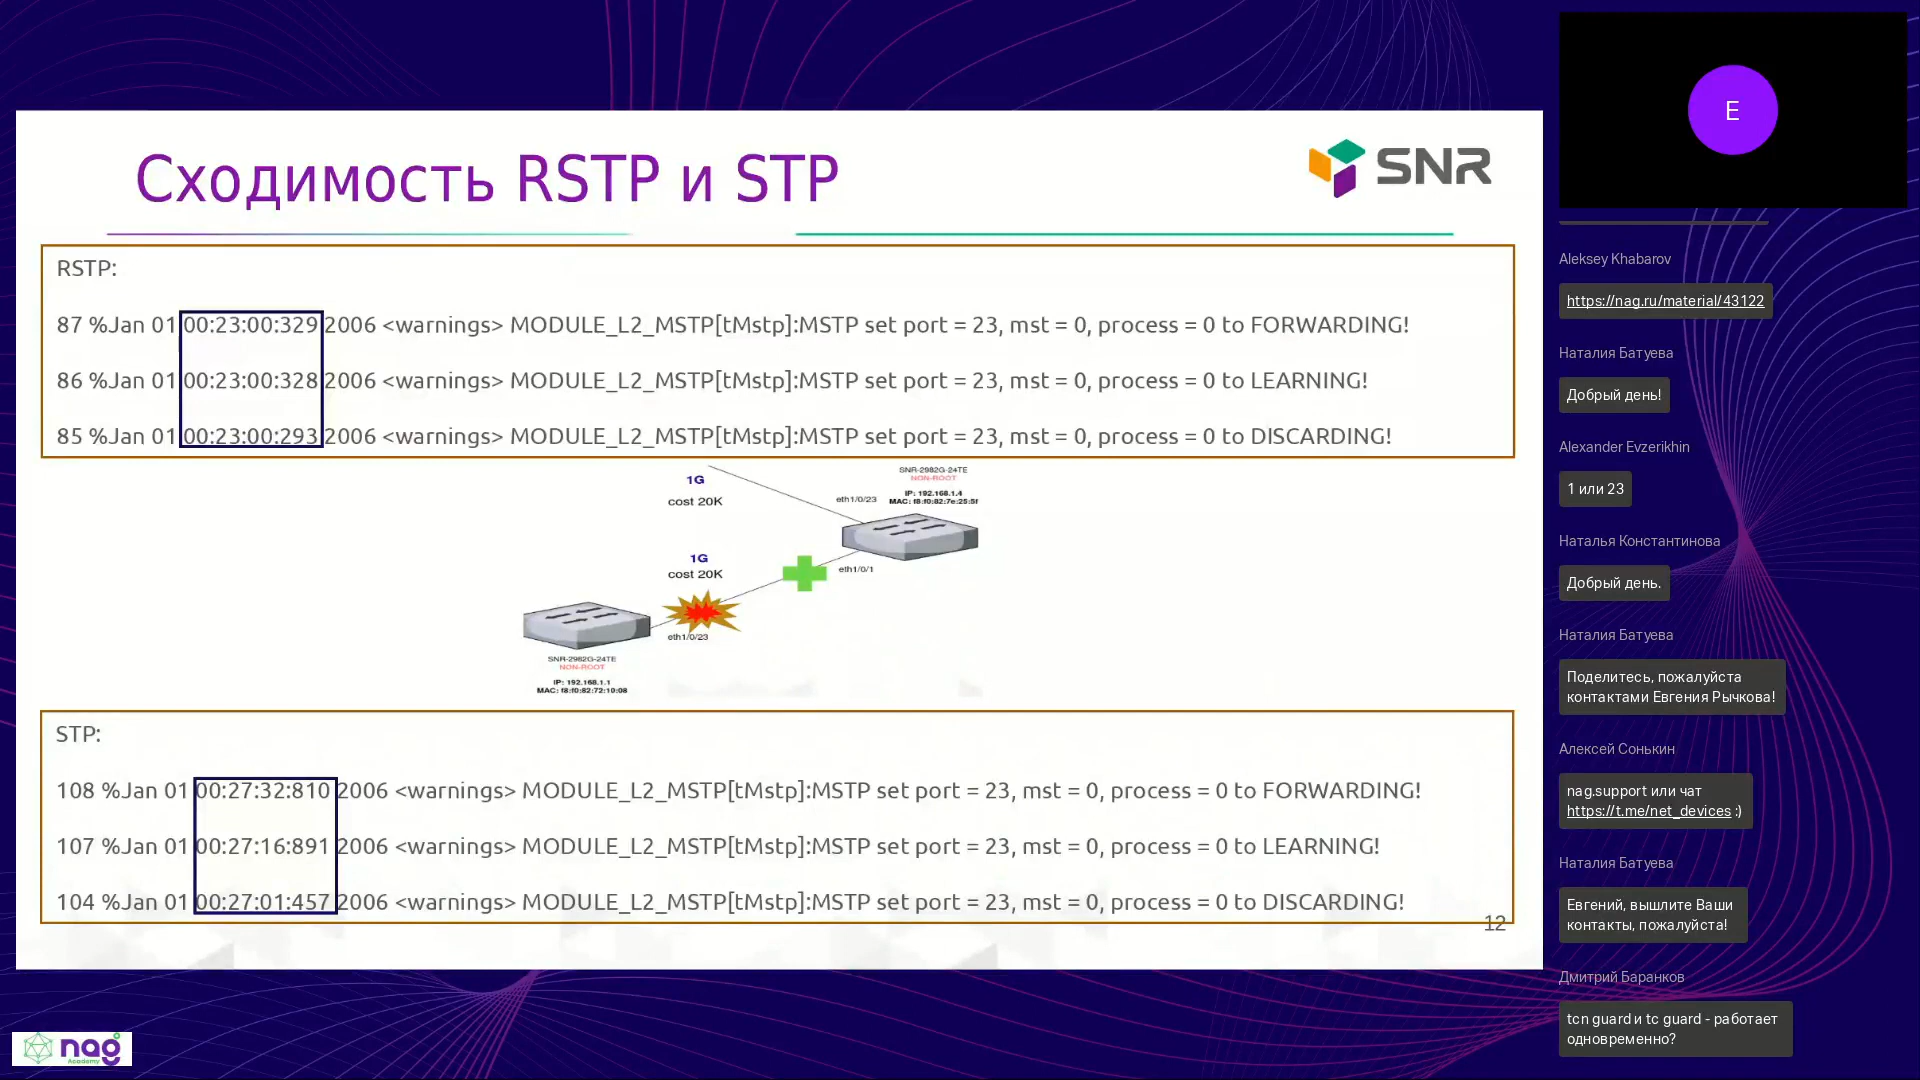 Сходимость RSTP и STP
SNR
RSTP:
87 %Jan 01 00:23:00:329 2006 <warnings> MODULE_L2_MSTP[tMstp]:MSTP set port = 23, mst = 0, process = 0 to FORWARDING!
86 %Jan 01 00:23:00:328 2006 <warnings> MODULE_L2_MSTP[tMstp]:MSTP set port = 23, mst = 0, process = 0 to LEARNING!
85 %Jan 01 00:23:00:293 2006 <warnings> MODULE_L2_MSTP[tMstp]:MSTP set port = 23, mst = 0, process = 0 to DISCARDING!
SNR-2982G-24TE
NON-ROOT
IP: 192.168.1.4
MAC: f8:f0:82:7e:25:5f
1G
cost 20K
eth1/0/23
1G
cost 20K
eth1/0/1
eth1/0/23
SNR-2982G-24TE
NON-ROOT
IP: 192.168.1.1
MAC: f8:f0:82:72:10:08
STP:
108 %Jan 01 00:27:32:810 2006 <warnings> MODULE_L2_MSTP[tMstp]:MSTP set port = 23, mst = 0, process = 0 to FORWARDING!
107 %Jan 01 00:27:16:891 2006 <warnings> MODULE_L2_MSTP[tMstp]:MSTP set port = 23, mst = 0, process = 0 to LEARNING!
104 %Jan 01 00:27:01:457 2006 <warnings> MODULE_L2_MSTP[tMstp]:MSTP set port = 23, mst = 0, process = 0 to DISCARDING!
12
nag
Academy
E
Aleksey Khabarov
https://nag.ru/material/43122
Наталия Батуева
Добрый день!
Alexander Evzerikhin
1 или 23
Наталья Константинова
Добрый день.
Наталия Батуева
Поделитесь, пожалуйста
контактами Евгения Рычкова!
Алексей Сонькин
nag.support или чат
https://t.me/net_devices :)
Наталия Батуева
Евгений, вышлите Ваши
контакты, пожалуйста!
Дмитрий Баранков
tcn guard и tc guard - работает
одновременно?